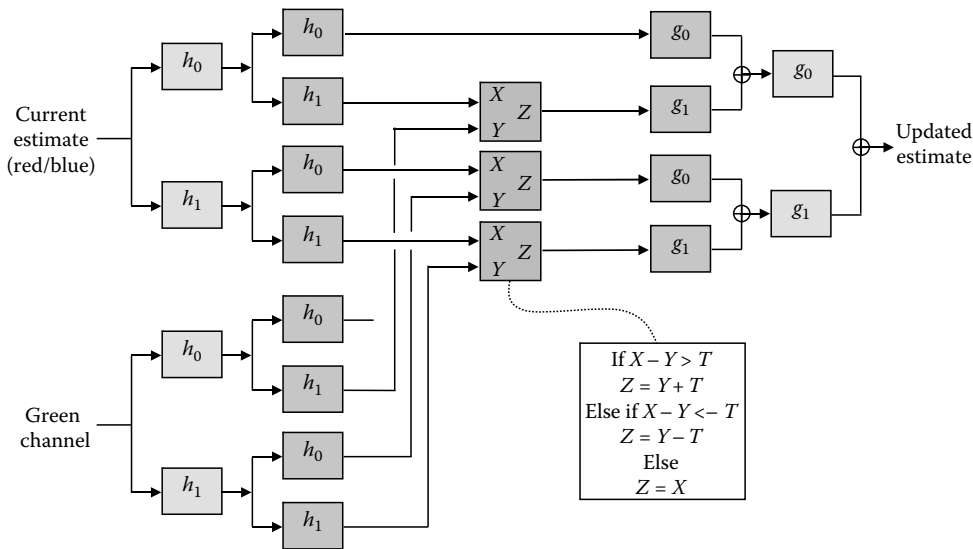 h₀
h₀
h₁
Current
estimate
(red/blue)
h₁
h₀
h₁
X
Y
Z
X
Y
Z
X
Y
Z
g₀
g₁
g₀
g₀
g₁
g₁
Updated
estimate
Green
channel
h₀
h₀
h₁
h₁
h₀
h₁
If X – Y > T
Z = Y + T
Else if X – Y <– T
Z = Y – T
Else
Z = X